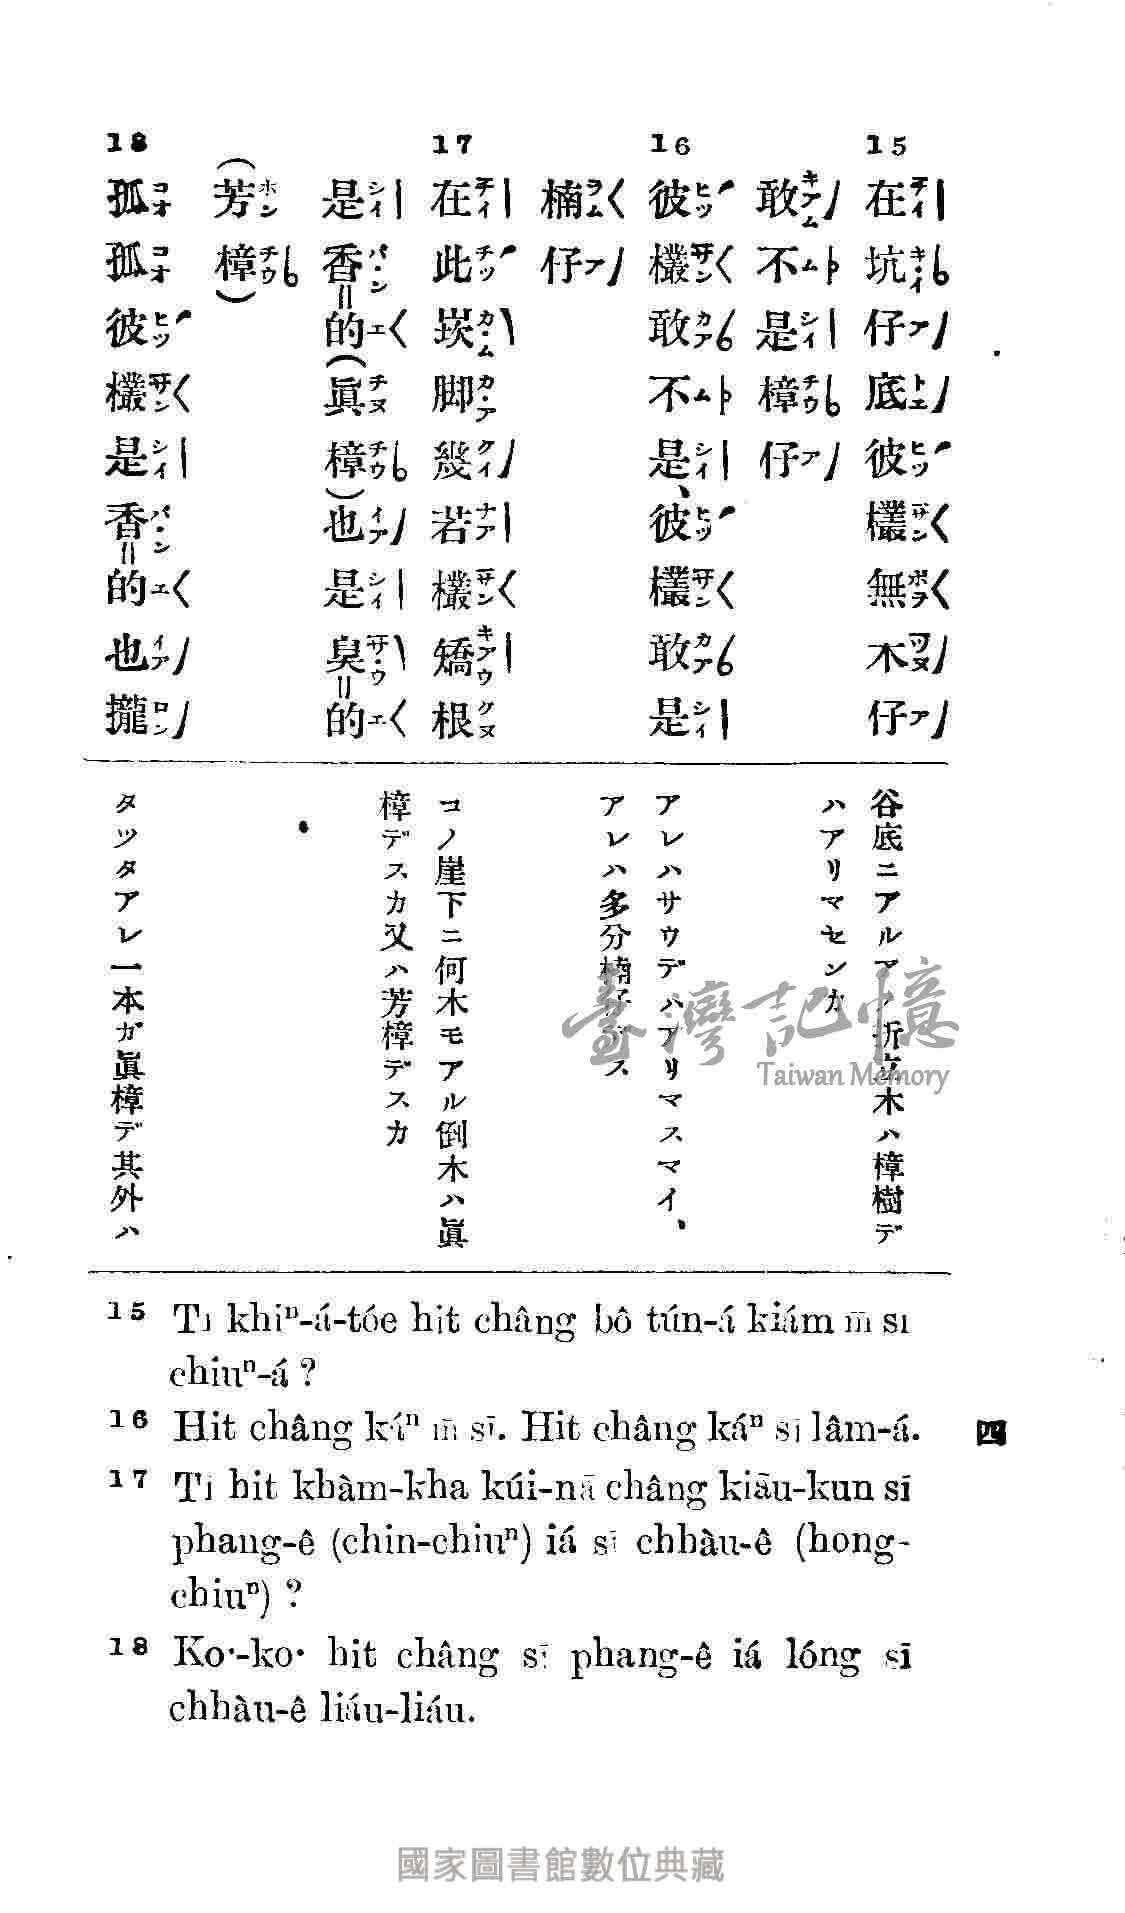 15
在坑仔底彼欉無木仔
敢不是樟仔
16
彼欉敢不是、彼欉敢是
楠仔
17
在此崁脚幾若欉矯根
是香的(眞樟)也是臭的
(芳樟)
18
孤孤彼欉是香的也攏
谷底ニアル 折 木ハ樟樹デ
ハアリマセンカ
アレハサウデハアリマスマイ、
アレハ多分楠仔デス
コノ崖下ニ何木モアル倒木ハ眞
樟デスカ又ハ芳樟デスカ
タッタアレ一本ガ眞樟デ其外ハ
15 Tī khiⁿ-á-tóe hit châng bô tún-á kiám m̄ sī
chiuⁿ-á ?
16 Hit châng káⁿ m̄ sī. Hit châng káⁿ sī lâm-á.
17 Tī hit khàm-kha kúi-nā châng kiāu-kun sī
phang-ê (chin-chiuⁿ) iá sī chhàu-ê (hong-
chiuⁿ) ?
18 Ko·-ko· hit châng sī phang-ê iá lóng sī
chhàu-ê liáu-liáu.
四
臺灣記憶
Taiwan Memory
國家圖書館數位典藏